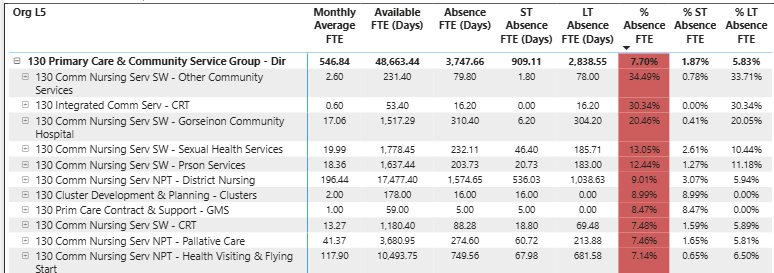 Org L5 Monthly Average FTE Available FTE (Days) Absence FTE (Days) ST Absence FTE (Days) LT Absence FTE (Days) % Absence FTE % ST Absence FTE % LT Absence FTE
130 Primary Care & Community Service Group - Dir 546.84 48,663.44 3,747.66 909.11 2,838.55 7.70% 1.87% 5.83%
130 Comm Nursing Serv SW - Other Community Services 2.60 231.40 79.80 1.80 78.00 34.49% 0.78% 33.71%
130 Integrated Comm Serv - CRT 0.60 53.40 16.20 0.00 16.20 30.34% 0.00% 30.34%
130 Comm Nursing Serv SW - Gorseinon Community Hospital 17.06 1,517.29 310.40 6.20 304.20 20.46% 0.41% 20.05%
130 Comm Nursing Serv SW - Sexual Health Services 19.99 1,778.45 232.11 46.40 185.71 13.05% 2.61% 10.44%
130 Comm Nursing Serv SW - Prson Services 18.36 1,637.44 203.73 20.73 183.00 12.44% 1.27% 11.18%
130 Comm Nursing Serv NPT - District Nursing 196.44 17,477.40 1,574.65 536.03 1,038.63 9.01% 3.07% 5.94%
130 Cluster Development & Planning - Clusters 2.00 178.00 16.00 16.00 0.00 8.99% 8.99% 0.00%
130 Prim Care Contract & Support - GMS 1.00 59.00 5.00 5.00 0.00 8.47% 8.47% 0.00%
130 Comm Nursing Serv SW - CRT 13.27 1,180.40 88.28 18.80 69.48 7.48% 1.59% 5.89%
130 Comm Nursing Serv NPT - Pallative Care 41.37 3,680.95 274.60 60.72 213.88 7.46% 1.65% 5.81%
130 Comm Nursing Serv NPT - Health Visiting & Flying Start 117.90 10,493.75 749.56 67.98 681.58 7.14% 0.65% 6.50%